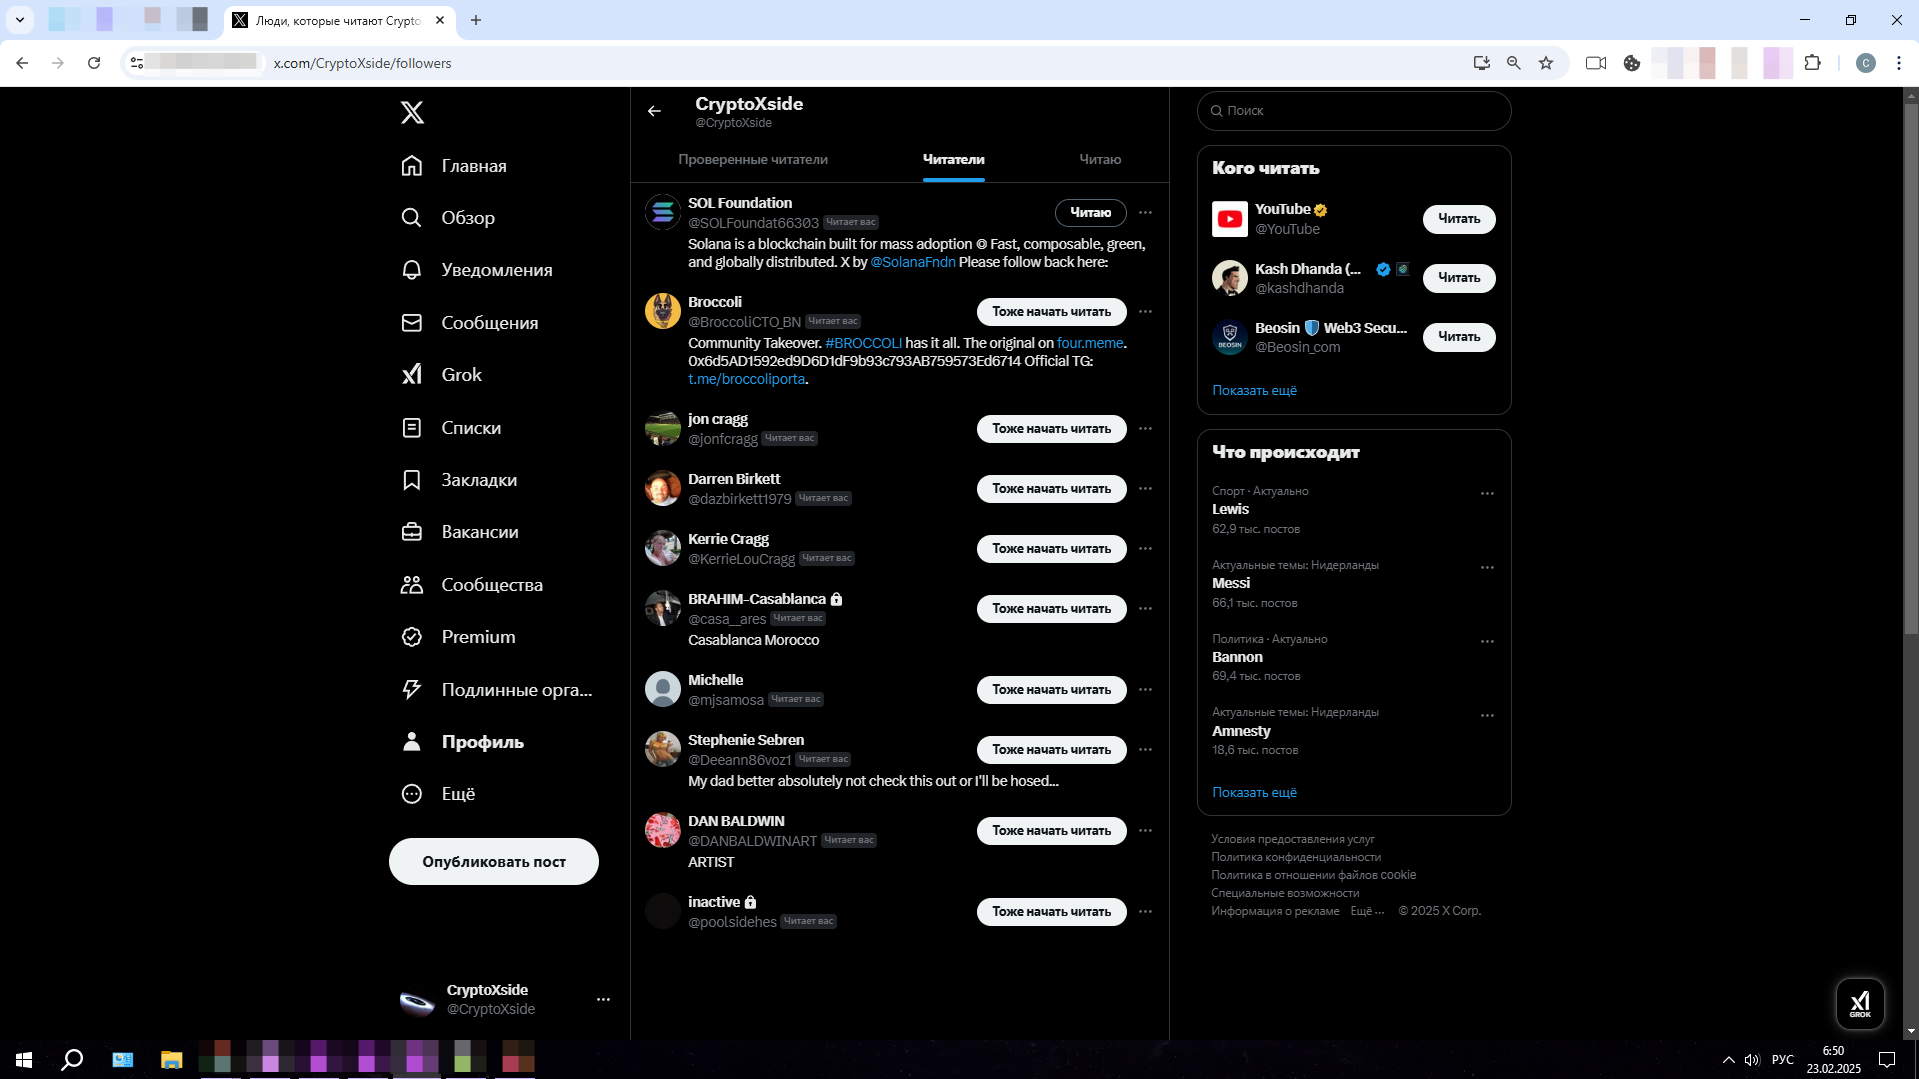 Люди, которые читают Crypto
x.com/CryptoXside/followers
C
Главная
Обзор
Уведомления
Сообщения
Grok
Списки
Закладки
Вакансии
Сообщества
Premium
Подлинные орга...
Профиль
Ещё
Опубликовать пост
CryptoXside
@CryptoXside
CryptoXside
@CryptoXside
Проверенные читатели Читатели Читаю
SOL Foundation
@SOLFoundat66303 Читает вас
Читаю
Solana is a blockchain built for mass adoption © Fast, composable, green,
and globally distributed. X by @SolanaFndn Please follow back here:
Broccoli
@BroccoliCTO_BN Читает вас
Тоже начать читать
Community Takeover. #BROCCOLI has it all. The original on four.meme.
0x6d5AD1592ed9D6D1dF9b93c793AB759573Ed6714 Official TG:
t.me/broccoliporta.
jon cragg
@jonfcragg Читает вас
Тоже начать читать
Darren Birkett
@dazbirkett1979 Читает вас
Тоже начать читать
Kerrie Cragg
@KerrieLouCragg Читает вас
Тоже начать читать
BRAHIM-Casablanca
@casa__ares Читает вас
Тоже начать читать
Casablanca Morocco
Michelle
@mjsamosa Читает вас
Тоже начать читать
Stephenie Sebren
@Deeann86voz1 Читает вас
Тоже начать читать
My dad better absolutely not check this out or I'll be hosed...
DAN BALDWIN
@DANBALDWINART Читает вас
Тоже начать читать
ARTIST
inactive
@poolsidehes Читает вас
Тоже начать читать
Поиск
Кого читать
YouTube
@YouTube
Читать
Kash Dhanda (...
@kashdhanda
Читать
Beosin 🛡️ Web3 Secu...
@Beosin_com
Читать
BEOSIN
Показать ещё
Что происходит
Спорт · Актуально
Lewis
62,9 тыс. постов
Актуальные темы: Нидерланды
Messi
66,1 тыс. постов
Политика · Актуально
Bannon
69,4 тыс. постов
Актуальные темы: Нидерланды
Amnesty
18,6 тыс. постов
Показать ещё
Условия предоставления услуг
Политика конфиденциальности
Политика в отношении файлов cookie
Специальные возможности
Информация о рекламе Ещё ... © 2025 X Corp.
GROK
РУС
6:50
23.02.2025